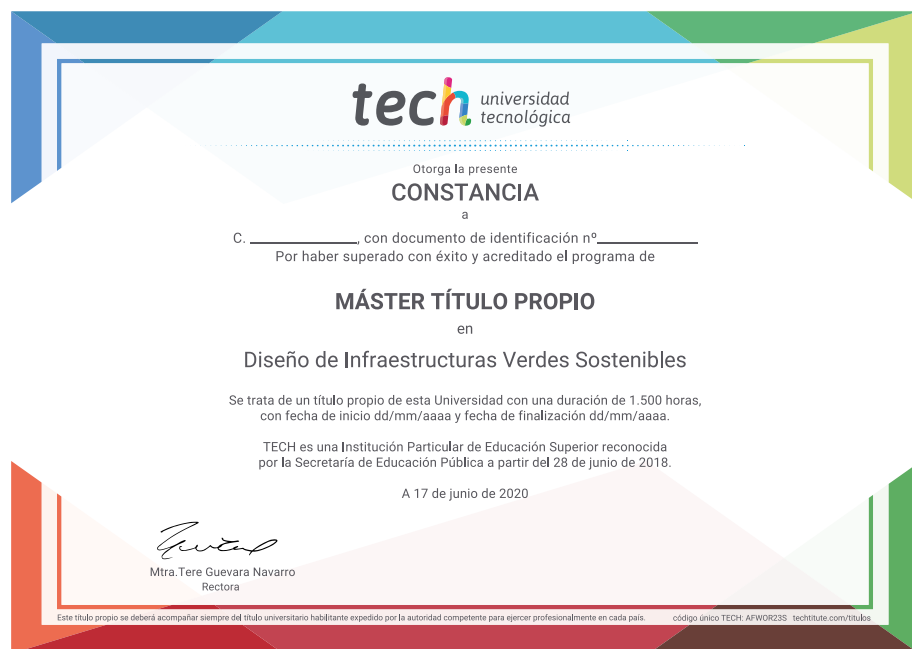 tech universidad
tecnológica
Otorga la presente
CONSTANCIA
a
C. ______________, con documento de identificación nº_____________
Por haber superado con éxito y acreditado el programa de
MÁSTER TÍTULO PROPIO
en
Diseño de Infraestructuras Verdes Sostenibles
Se trata de un título propio de esta Universidad con una duración de 1.500 horas,
con fecha de inicio dd/mm/aaaa y fecha de finalización dd/mm/aaaa.
TECH es una Institución Particular de Educación Superior reconocida
por la Secretaría de Educación Pública a partir del 28 de junio de 2018.
A 17 de junio de 2020
Mtra.Tere Guevara Navarro
Rectora
Este título propio se deberá acompañar siempre del título universitario habilitante expedido por la autoridad competente para ejercer profesionalmente en cada país. código único TECH: AFWOR23S techtitute.com/titulos